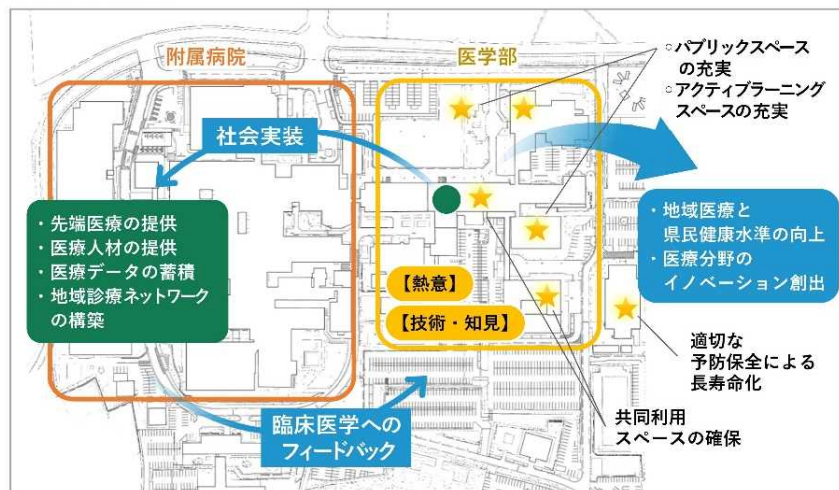 附属病院
医学部
○パブリックスペース
の充実
○アクティブラーニング
スペースの充実
社会実装
・先端医療の提供
・医療人材の提供
・医療データの蓄積
・地域診療ネットワーク
の構築
・地域医療と
県民健康水準の向上
・医療分野の
イノベーション創出
【熱意】
【技術・知見】
適切な
予防保全による
長寿命化
共同利用
スペースの確保
臨床医学への
フィードバック